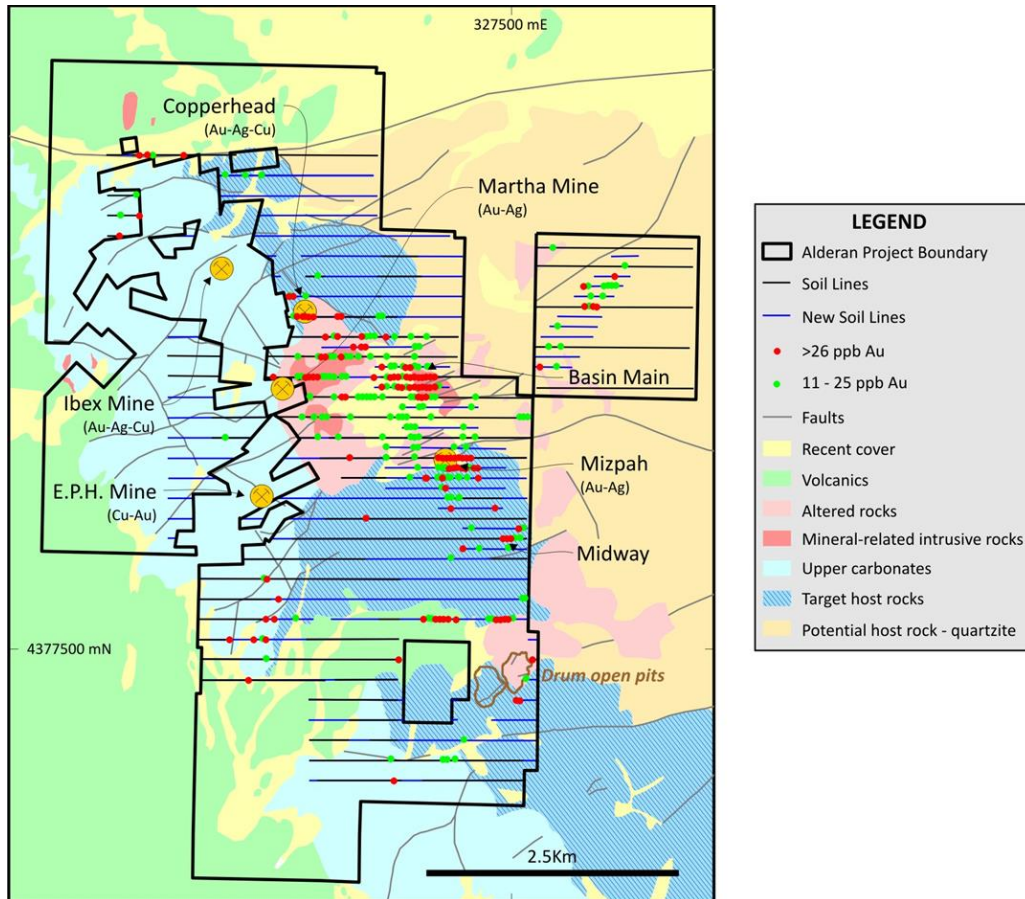 327500 mE
Copperhead
(Au-Ag-Cu)
Martha Mine
(Au-Ag)
Basin Main
Ibex Mine
(Au-Ag-Cu)
E.P.H. Mine
(Cu-Au)
Mizpah
(Au-Ag)
Midway
4377500 mN
Drum open pits
2.5Km
LEGEND
Alderan Project Boundary
Soil Lines
New Soil Lines
>26 ppb Au
11 - 25 ppb Au
Faults
Recent cover
Volcanics
Altered rocks
Mineral-related intrusive rocks
Upper carbonates
Target host rocks
Potential host rock - quartzite